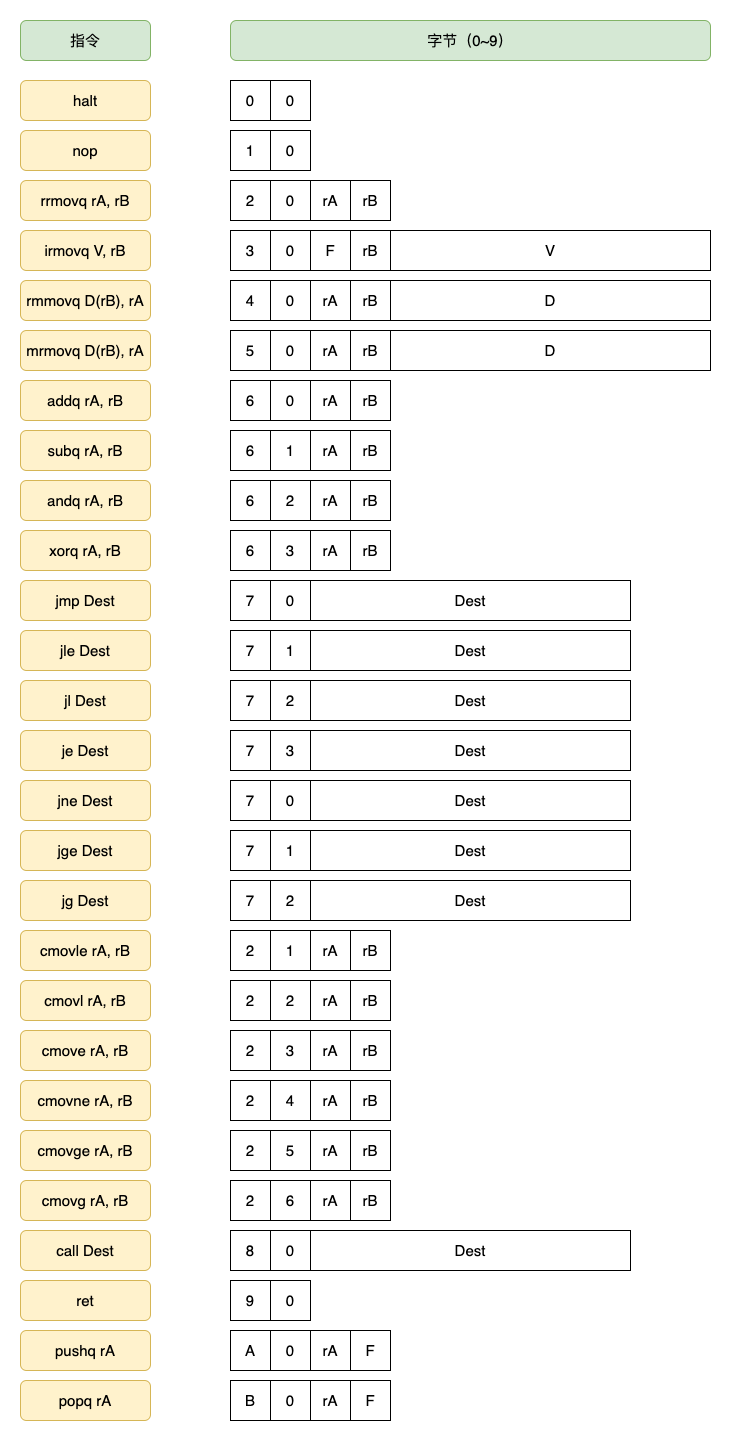 指令 字节（0~9）
halt 0 0
nop 1 0
rrmovq rA, rB 2 0 rA rB
irmovq V, rB 3 0 F rB V
rmmovq D(rB), rA 4 0 rA rB D
mrmovq D(rB), rA 5 0 rA rB D
addq rA, rB 6 0 rA rB
subq rA, rB 6 1 rA rB
andq rA, rB 6 2 rA rB
xorq rA, rB 6 3 rA rB
jmp Dest 7 0 Dest
jle Dest 7 1 Dest
jl Dest 7 2 Dest
je Dest 7 3 Dest
jne Dest 7 0 Dest
jge Dest 7 1 Dest
jg Dest 7 2 Dest
cmovle rA, rB 2 1 rA rB
cmovl rA, rB 2 2 rA rB
cmove rA, rB 2 3 rA rB
cmovne rA, rB 2 4 rA rB
cmovge rA, rB 2 5 rA rB
cmovg rA, rB 2 6 rA rB
call Dest 8 0 Dest
ret 9 0
pushq rA A 0 rA F
popq rA B 0 rA F